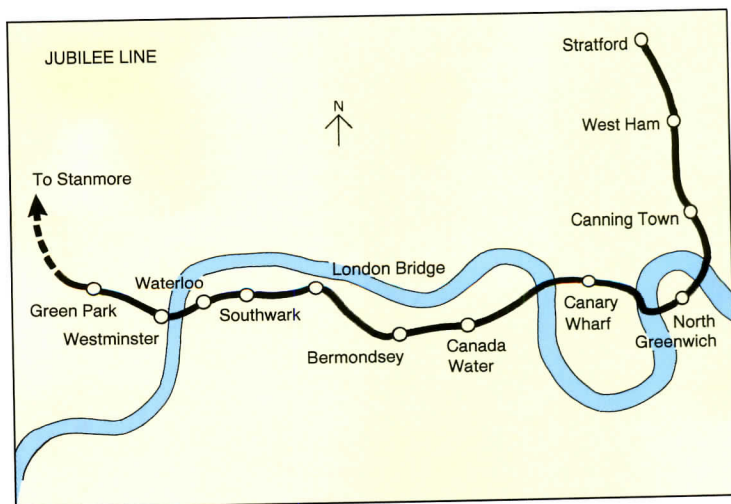 JUBILEE LINE
N
Stratford
West Ham
To Stanmore
Canning Town
Waterloo
London Bridge
Green Park
Southwark
Canary
Wharf
North
Greenwich
Westminster
Bermondsey
Canada
Water